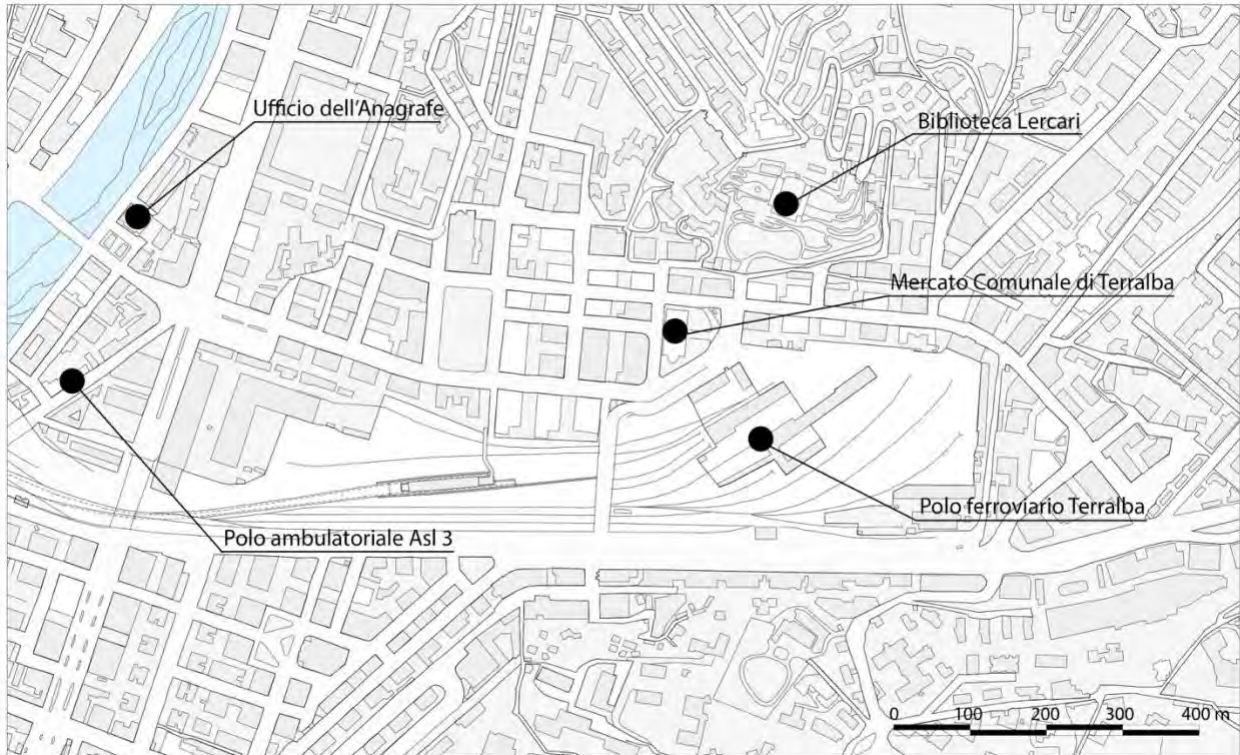 Ufficio dell'Anagrafe
Biblioteca Lercari
Mercato Comunale di Terralba
Polo ferroviario Terralba
Polo ambulatoriale Asl 3
0 100 200 300 400 m